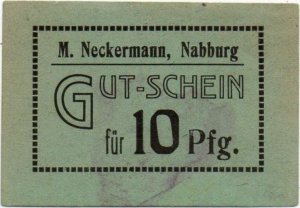 M. Neckermann, Nabburg
GUT-SCHEIN
für 10 Pfg.